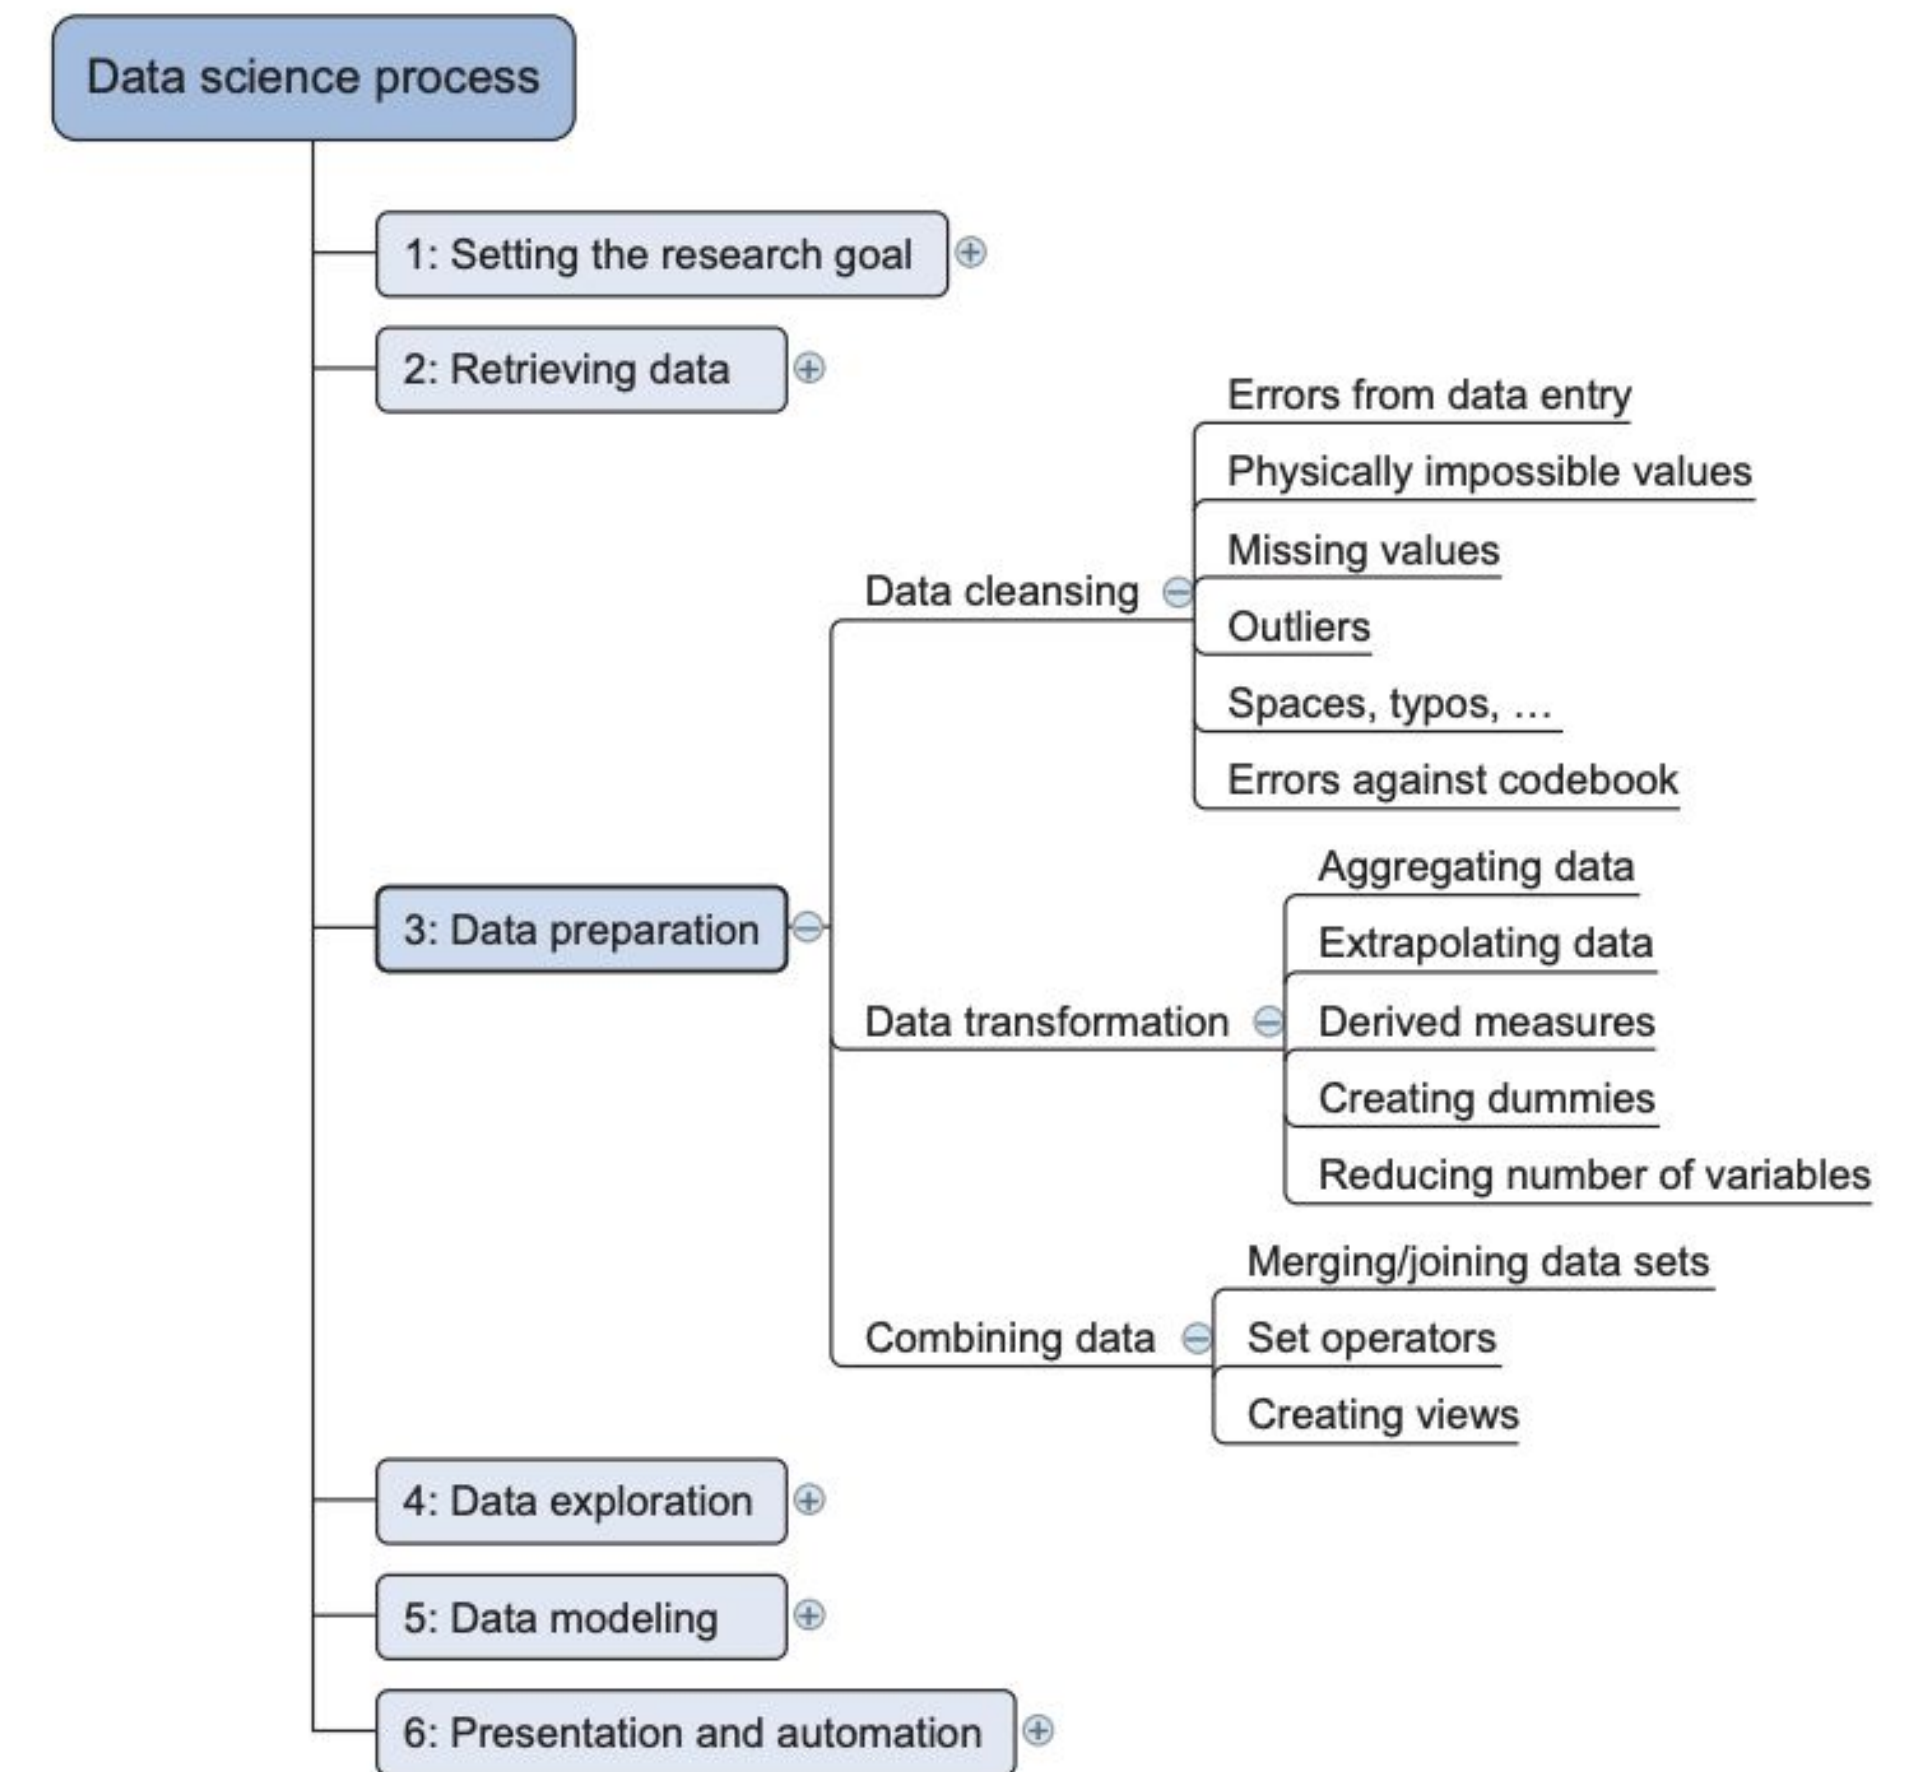 Data science process
1: Setting the research goal
2: Retrieving data
Errors from data entry
Physically impossible values
Missing values
Data cleansing
Outliers
Spaces, typos, …
Errors against codebook
3: Data preparation
Aggregating data
Extrapolating data
Data transformation
Derived measures
Creating dummies
Reducing number of variables
Merging/joining data sets
Combining data
Set operators
Creating views
4: Data exploration
5: Data modeling
6: Presentation and automation